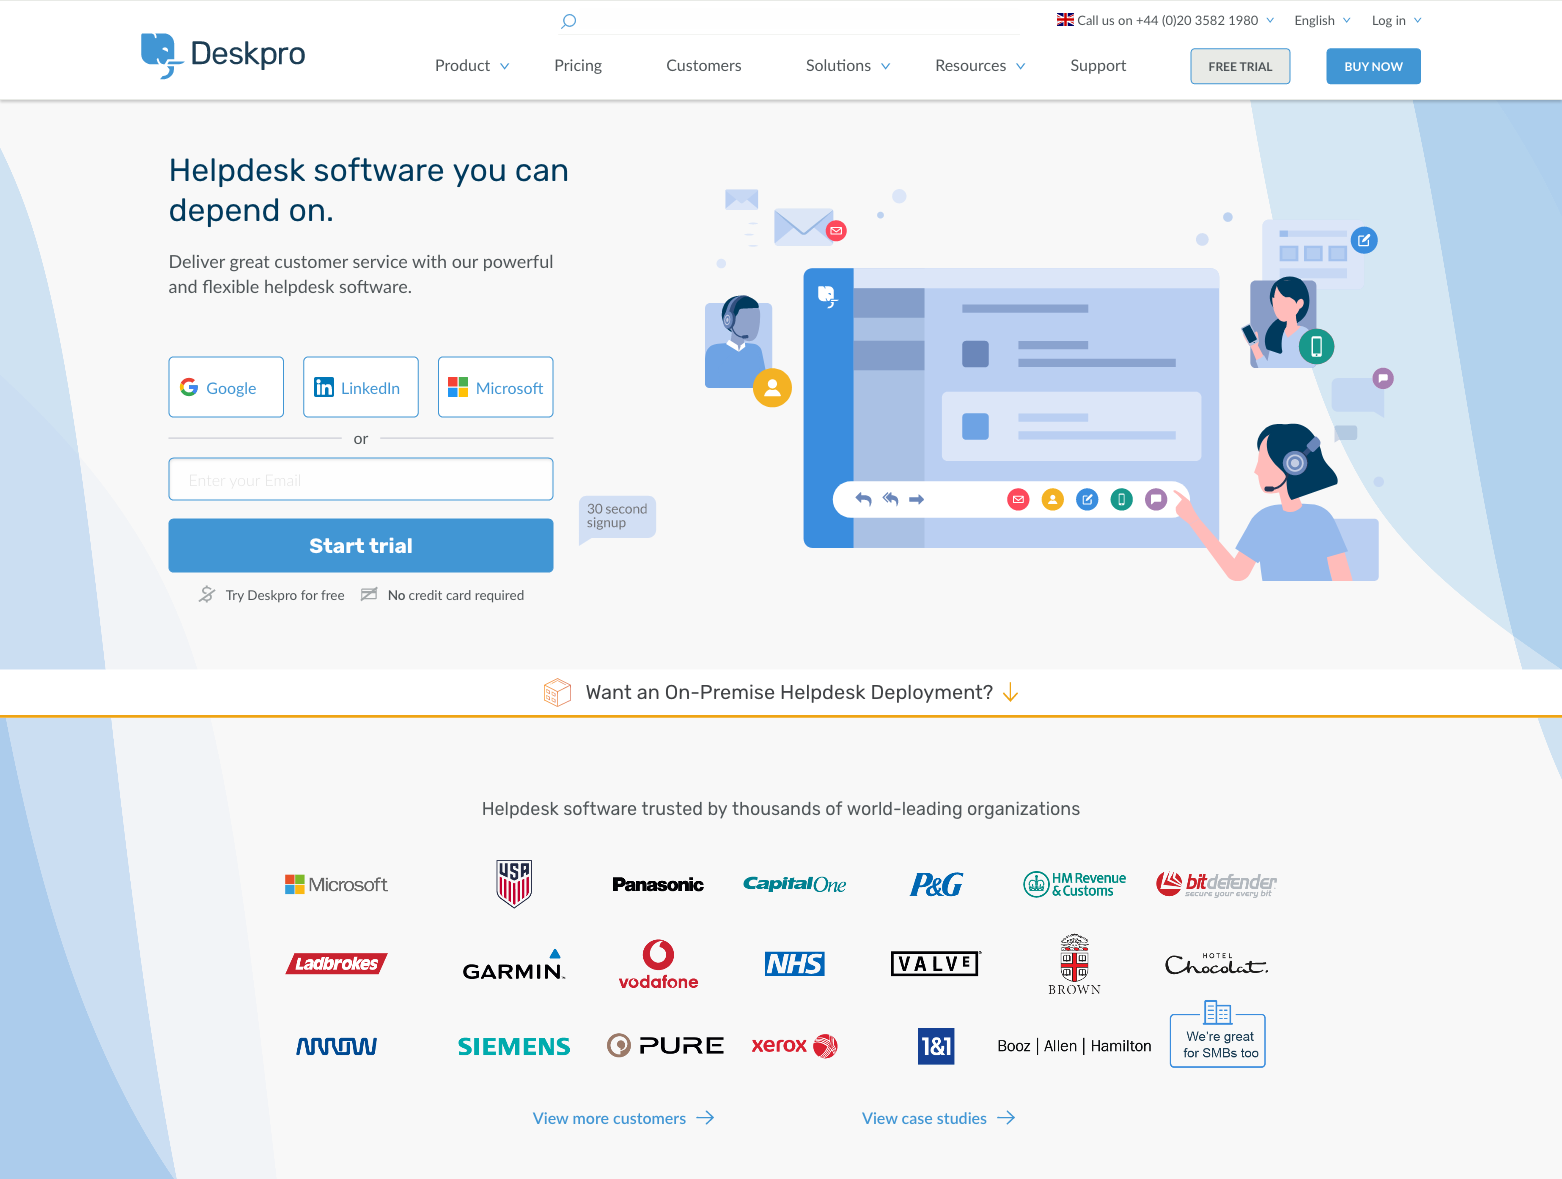 Call us on +44 (0)20 3582 1980
English
Log in
Deskpro
Product
Pricing
Customers
Solutions
Resources
Support
FREE TRIAL
BUY NOW
Helpdesk software you can
depend on.
Deliver great customer service with our powerful
and flexible helpdesk software.
Google
LinkedIn
Microsoft
or
Enter your Email
30 second
signup
Start trial
Try Deskpro for free
No credit card required
Want an On-Premise Helpdesk Deployment?
Helpdesk software trusted by thousands of world-leading organizations
Microsoft
USA
Panasonic
Capital One
P&G
HM Revenue
& Customs
bitdefender
secure your every bit
Ladbrokes
GARMIN
vodafone
NHS
VALVE
BROWN
HOTEL
Chocolat.
arrow
SIEMENS
PURE
xerox
1&1
Booz | Allen | Hamilton
We're great
for SMBs too
View more customers
View case studies